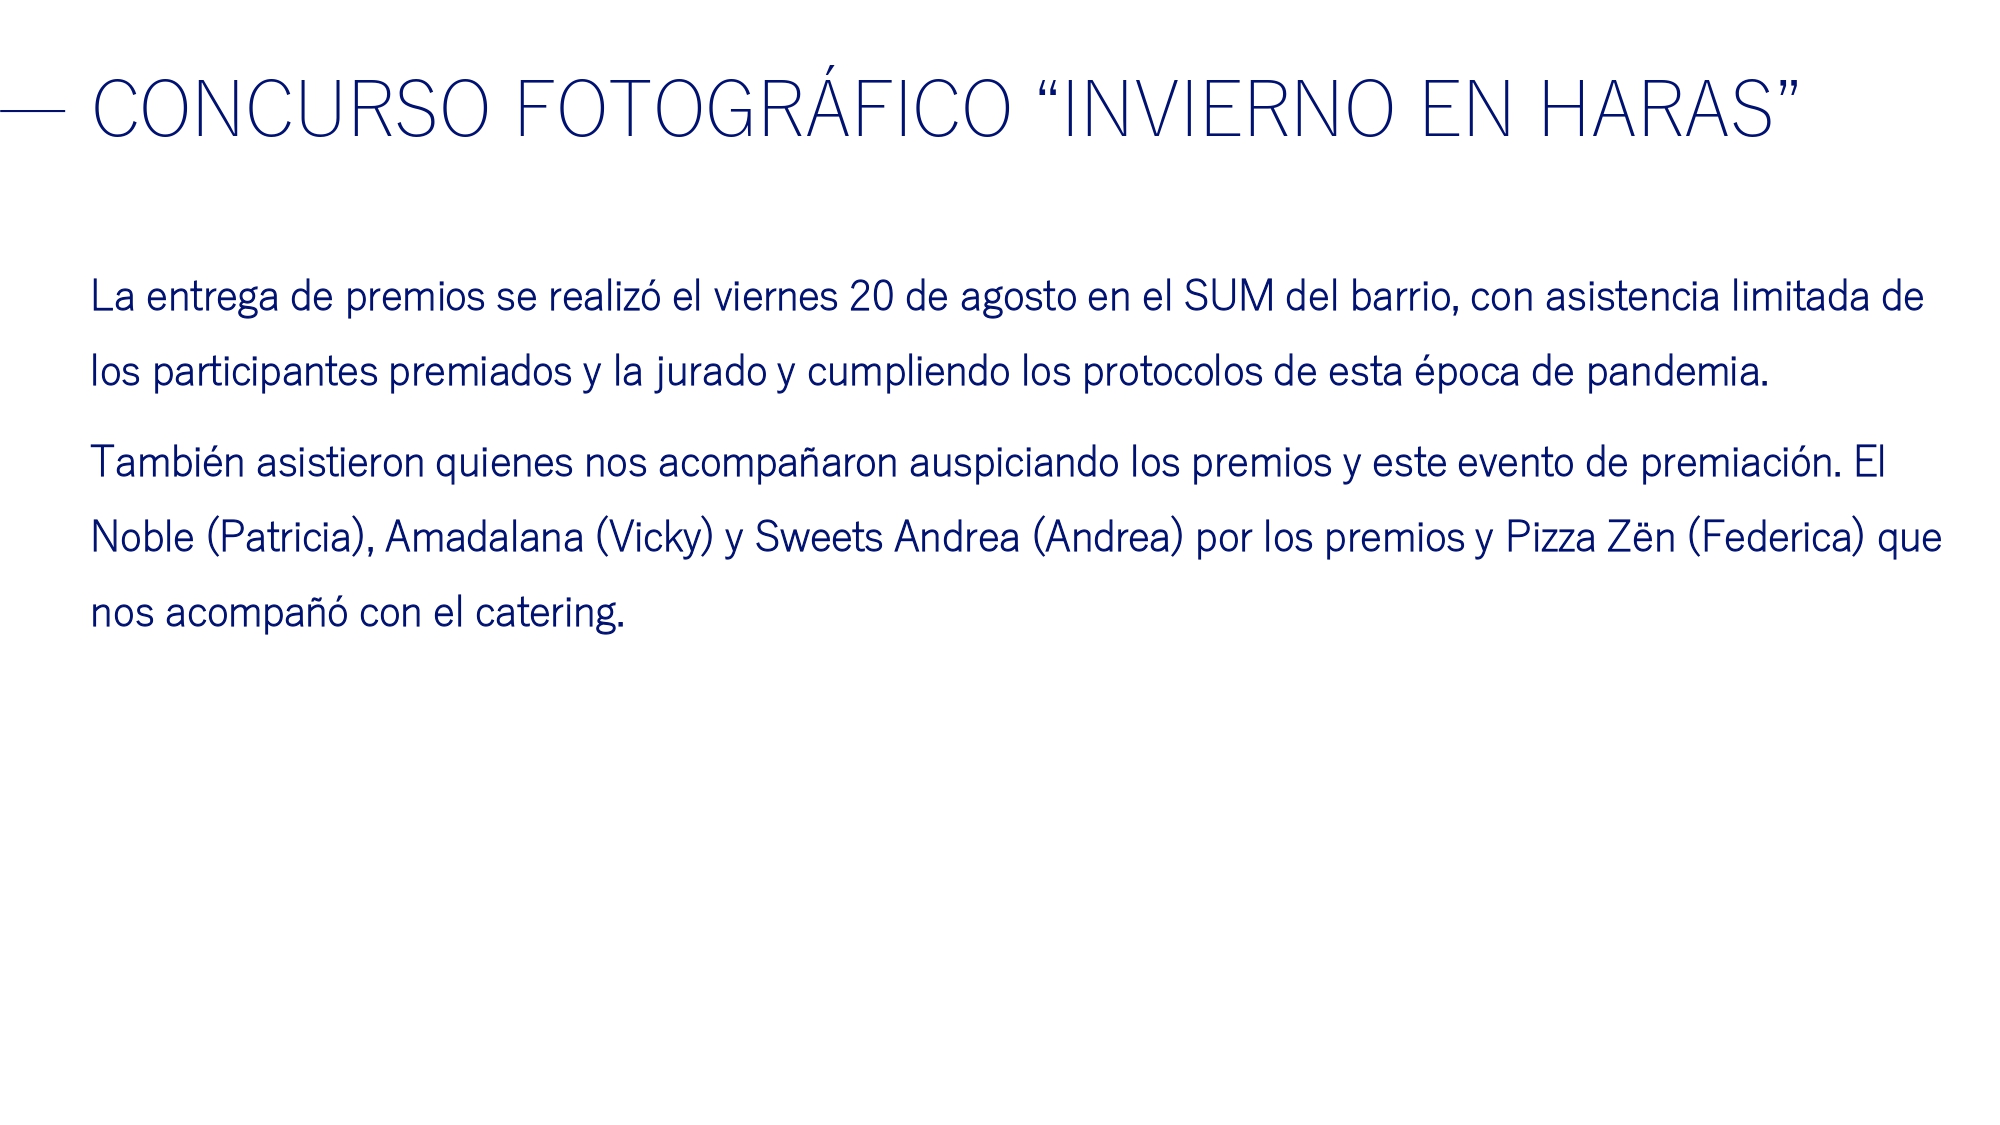 CONCURSO FOTOGRÁFICO “INVIERNO EN HARAS”
La entrega de premios se realizó el viernes 20 de agosto en el SUM del barrio, con asistencia limitada de
los participantes premiados y la jurado y cumpliendo los protocolos de esta época de pandemia.
También asistieron quienes nos acompañaron auspiciando los premios y este evento de premiación. El
Noble (Patricia), Amadalana (Vicky) y Sweets Andrea (Andrea) por los premios y Pizza Zën (Federica) que
nos acompañó con el catering.